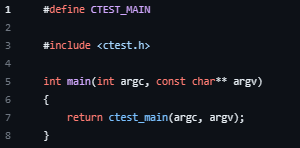 1 #define CTEST_MAIN
2
3 #include <ctest.h>
4
5 int main(int argc, const char** argv)
6 {
7     return ctest_main(argc, argv);
8 }